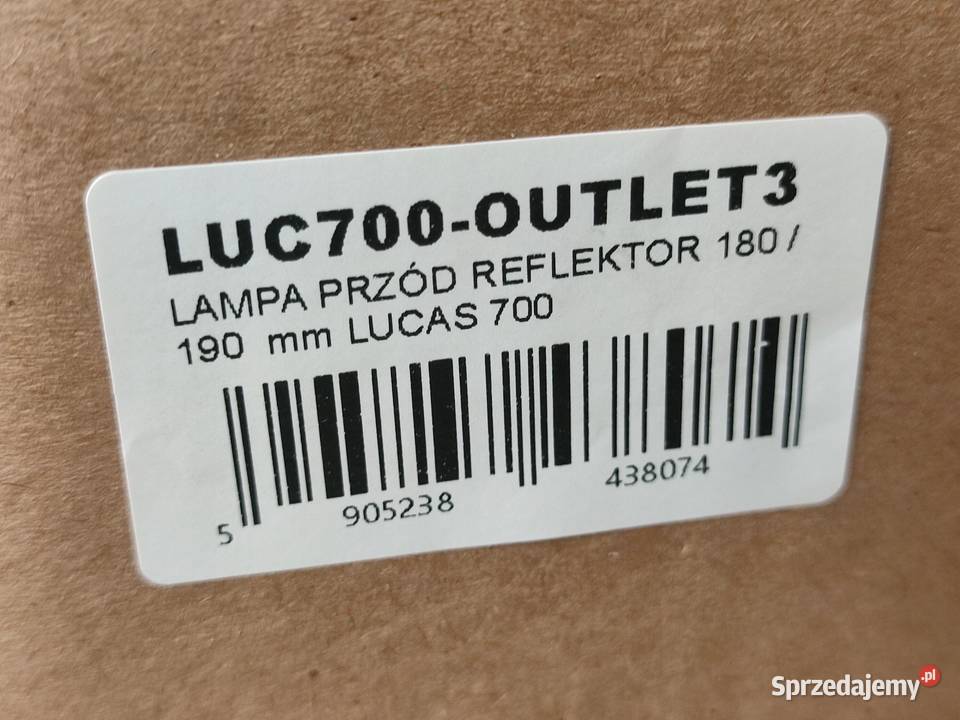 LUC700-OUTLET3
LAMPA PRZÓD REFLEKTOR 180 /
190 mm LUCAS 700
5 905238 438074
Sprzedajemy.pl